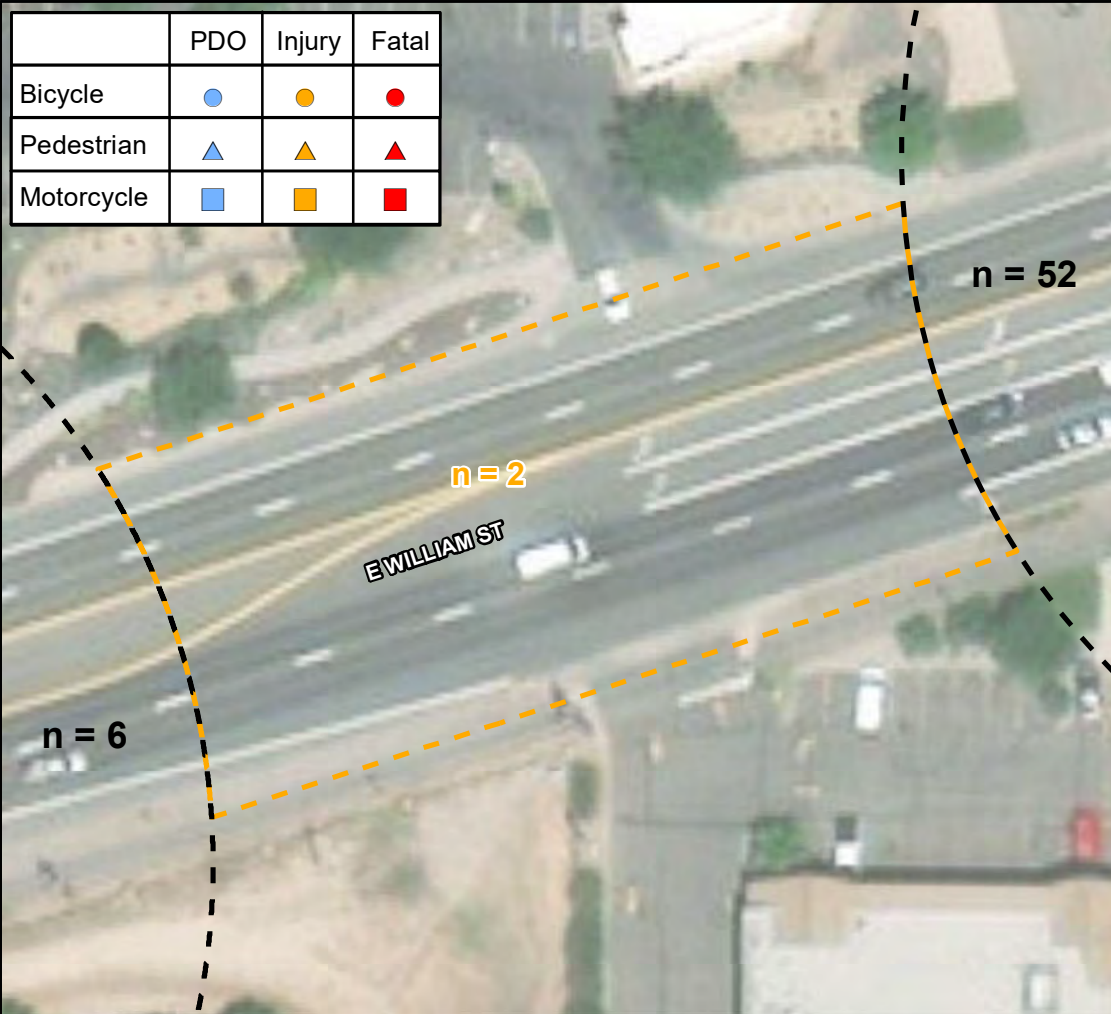 PDO Injury Fatal
Bicycle
Pedestrian
Motorcycle
n = 52
n = 2
E WILLIAM ST
n = 6